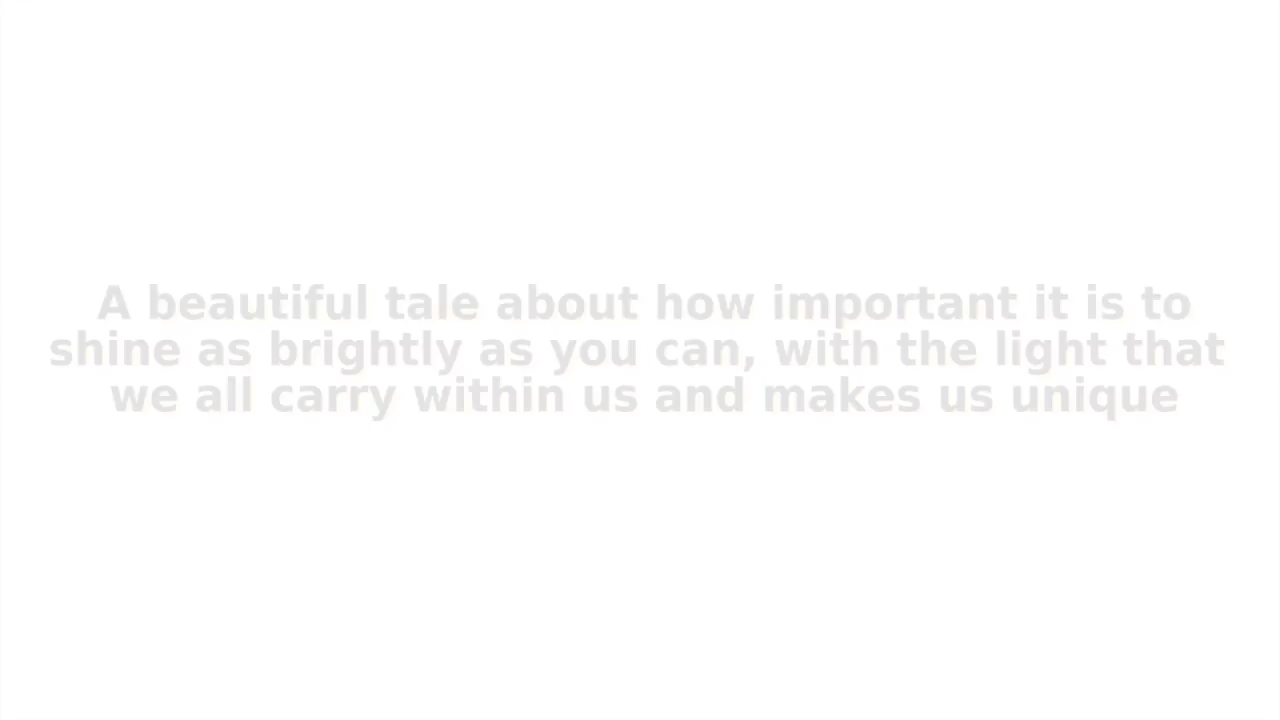 A beautiful tale about how important it is to
shine as brightly as you can, with the light that
we all carry within us and makes us unique